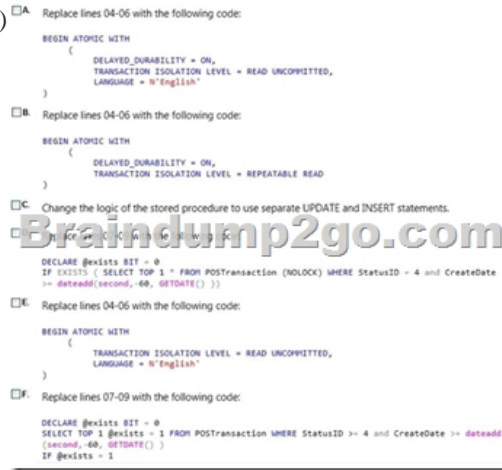 )
A. Replace lines 04-06 with the following code:
BEGIN ATOMIC WITH
(
DELAYED_DURABILITY = ON,
TRANSACTION ISOLATION LEVEL = READ UNCOMMITTED,
LANGUAGE = N'English'
)
B. Replace lines 04-06 with the following code:
BEGIN ATOMIC WITH
(
DELAYED_DURABILITY = ON,
TRANSACTION ISOLATION LEVEL = REPEATABLE READ
)
C. Change the logic of the stored procedure to use separate UPDATE and INSERT statements.
Braindump2go.com
DECLARE @exists BIT = 0
IF EXISTS ( SELECT TOP 1 * FROM POSTransaction (NOLOCK) WHERE StatusID = 4 and CreateDate
>= dateadd(second,-60, GETDATE() ))
E. Replace lines 04-06 with the following code:
BEGIN ATOMIC WITH
(
TRANSACTION ISOLATION LEVEL = READ UNCOMMITTED,
LANGUAGE = N'English'
)
F. Replace lines 07-09 with the following code:
DECLARE @exists BIT = 0
SELECT TOP 1 @exists = 1 FROM POSTransaction WHERE StatusID >= 4 and CreateDate >= dateadd
(second,-60, GETDATE() )
IF @exists = 1